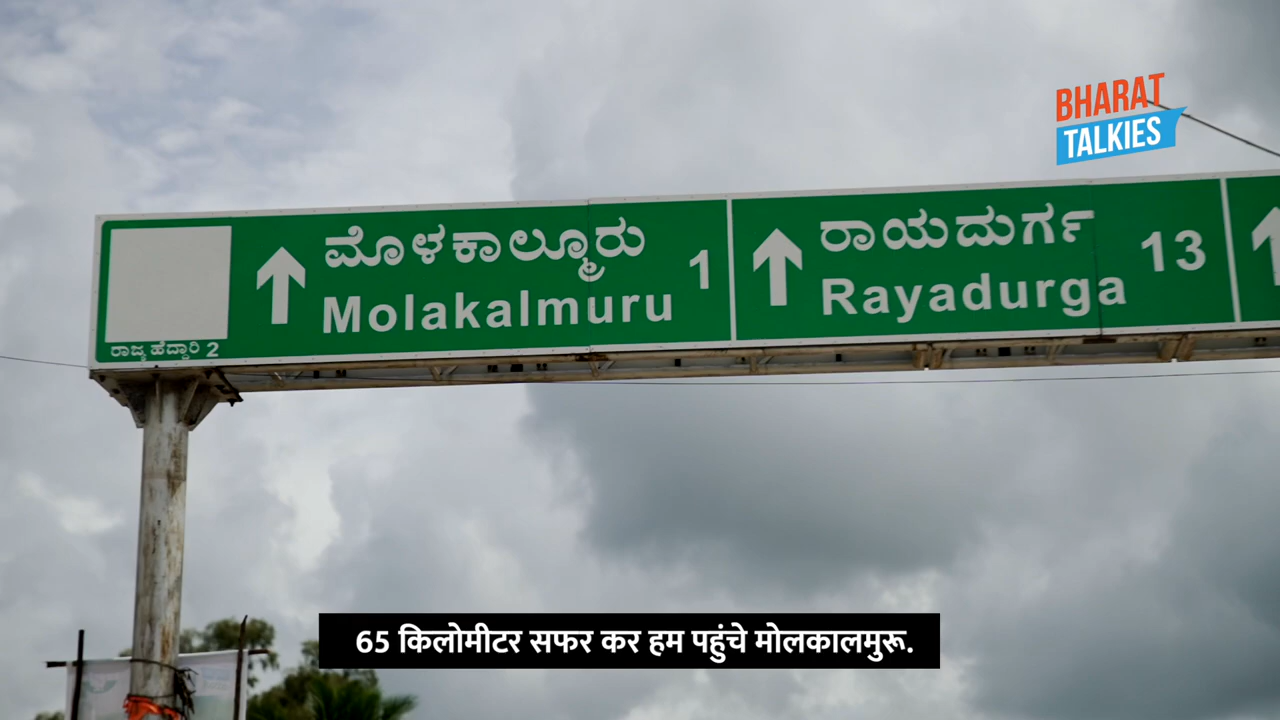 BHARAT
TALKIES
ಮೊಳಕಾಲ್ಮೂರು 1
Molakalmuru
ರಾಯದುರ್ಗ 13
Rayadurga
ರಾಜ್ಯ ಹೆದ್ದಾರಿ 2
65 किलोमीटर सफर कर हम पहुंचे मोलकालमुरू.